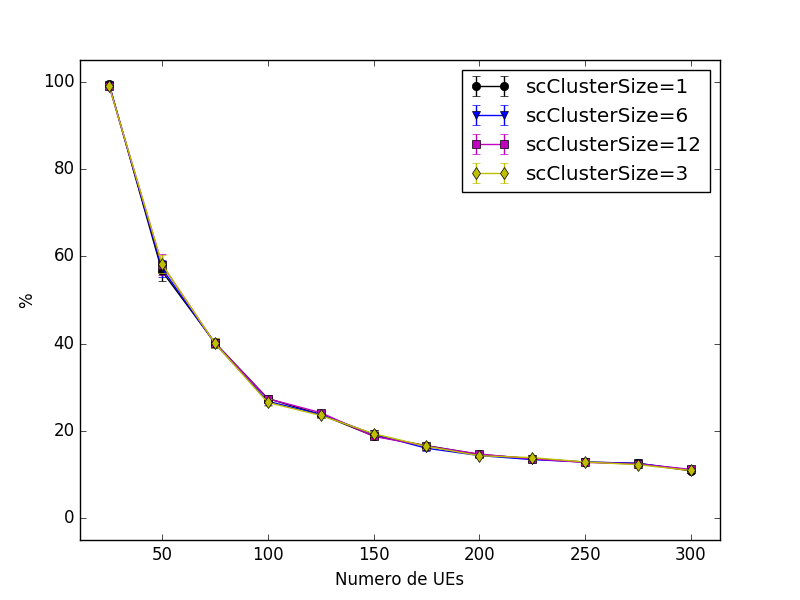 100
80
60
40
20
0
%
scClusterSize=1
scClusterSize=6
scClusterSize=12
scClusterSize=3
50 100 150 200 250 300
Numero de UEs